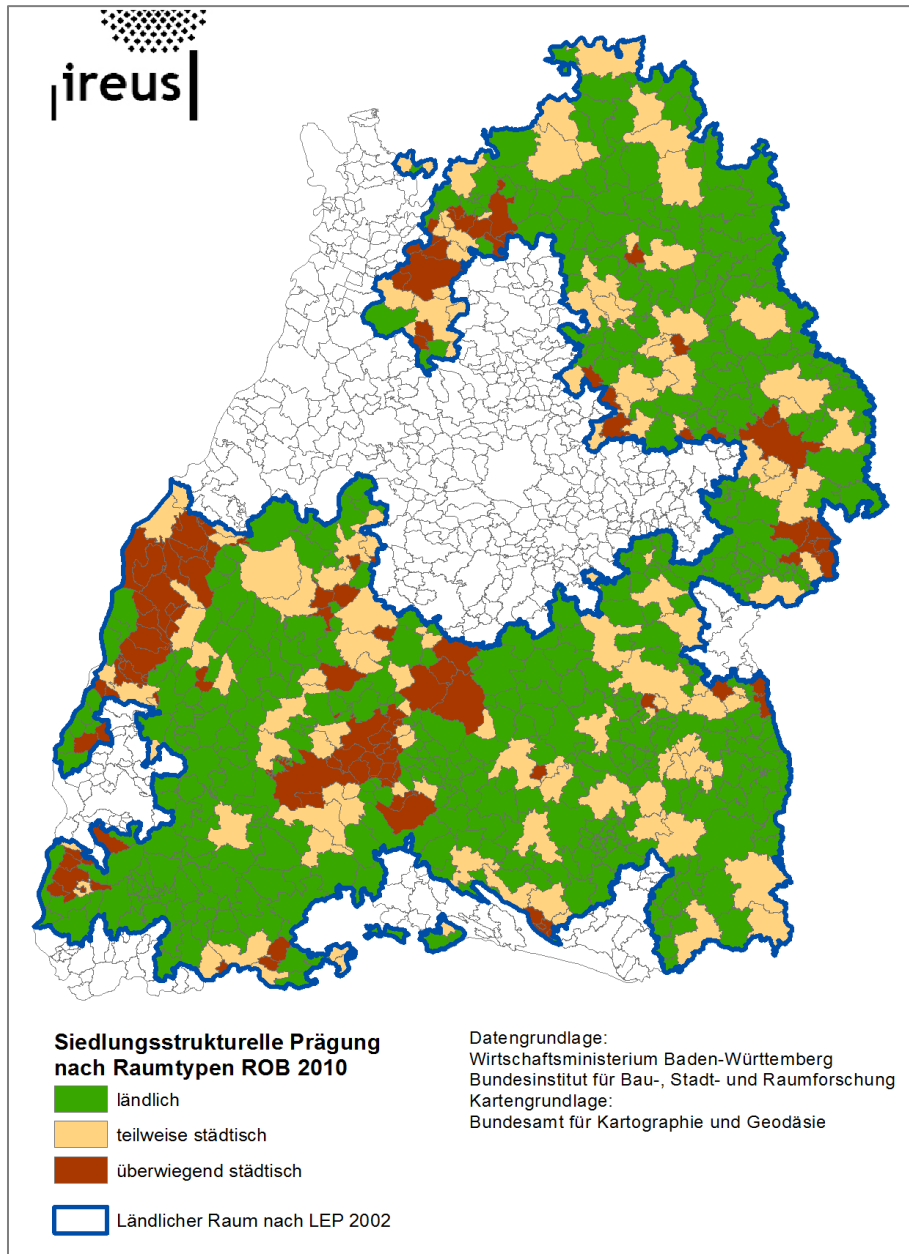 ireus
Siedlungsstrukturelle Prägung
nach Raumtypen ROB 2010
ländlich
teilweise städtisch
überwiegend städtisch
Ländlicher Raum nach LEP 2002
Datengrundlage:
Wirtschaftsministerium Baden-Württemberg
Bundesinstitut für Bau-, Stadt- und Raumforschung
Kartengrundlage:
Bundesamt für Kartographie und Geodäsie